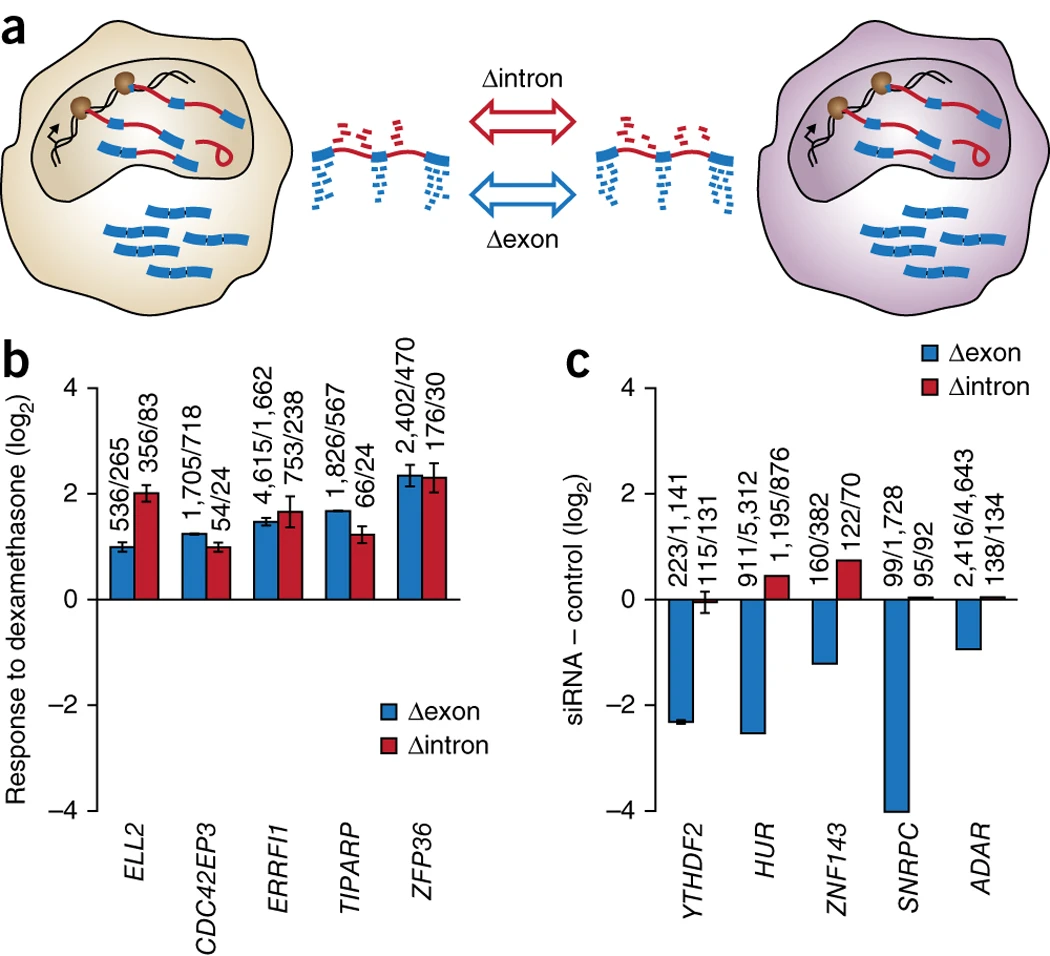 a
Δintron
Δexon
b
Response to dexamethasone (log2)
4
2
0
–2
–4
536/265
356/83
1,705/718
54/24
4,615/1,662
753/238
1,826/567
66/24
2,402/470
176/30
Δexon
Δintron
ELL2
CDC42EP3
ERRFI1
TIPARP
ZFP36
c
Δexon
Δintron
siRNA – control (log2)
4
2
0
–2
–4
223/1,141
115/131
911/5,312
1,195/876
160/382
122/70
99/1,728
95/92
2,416/4,643
138/134
YTHDF2
HUR
ZNF143
SNRPC
ADAR